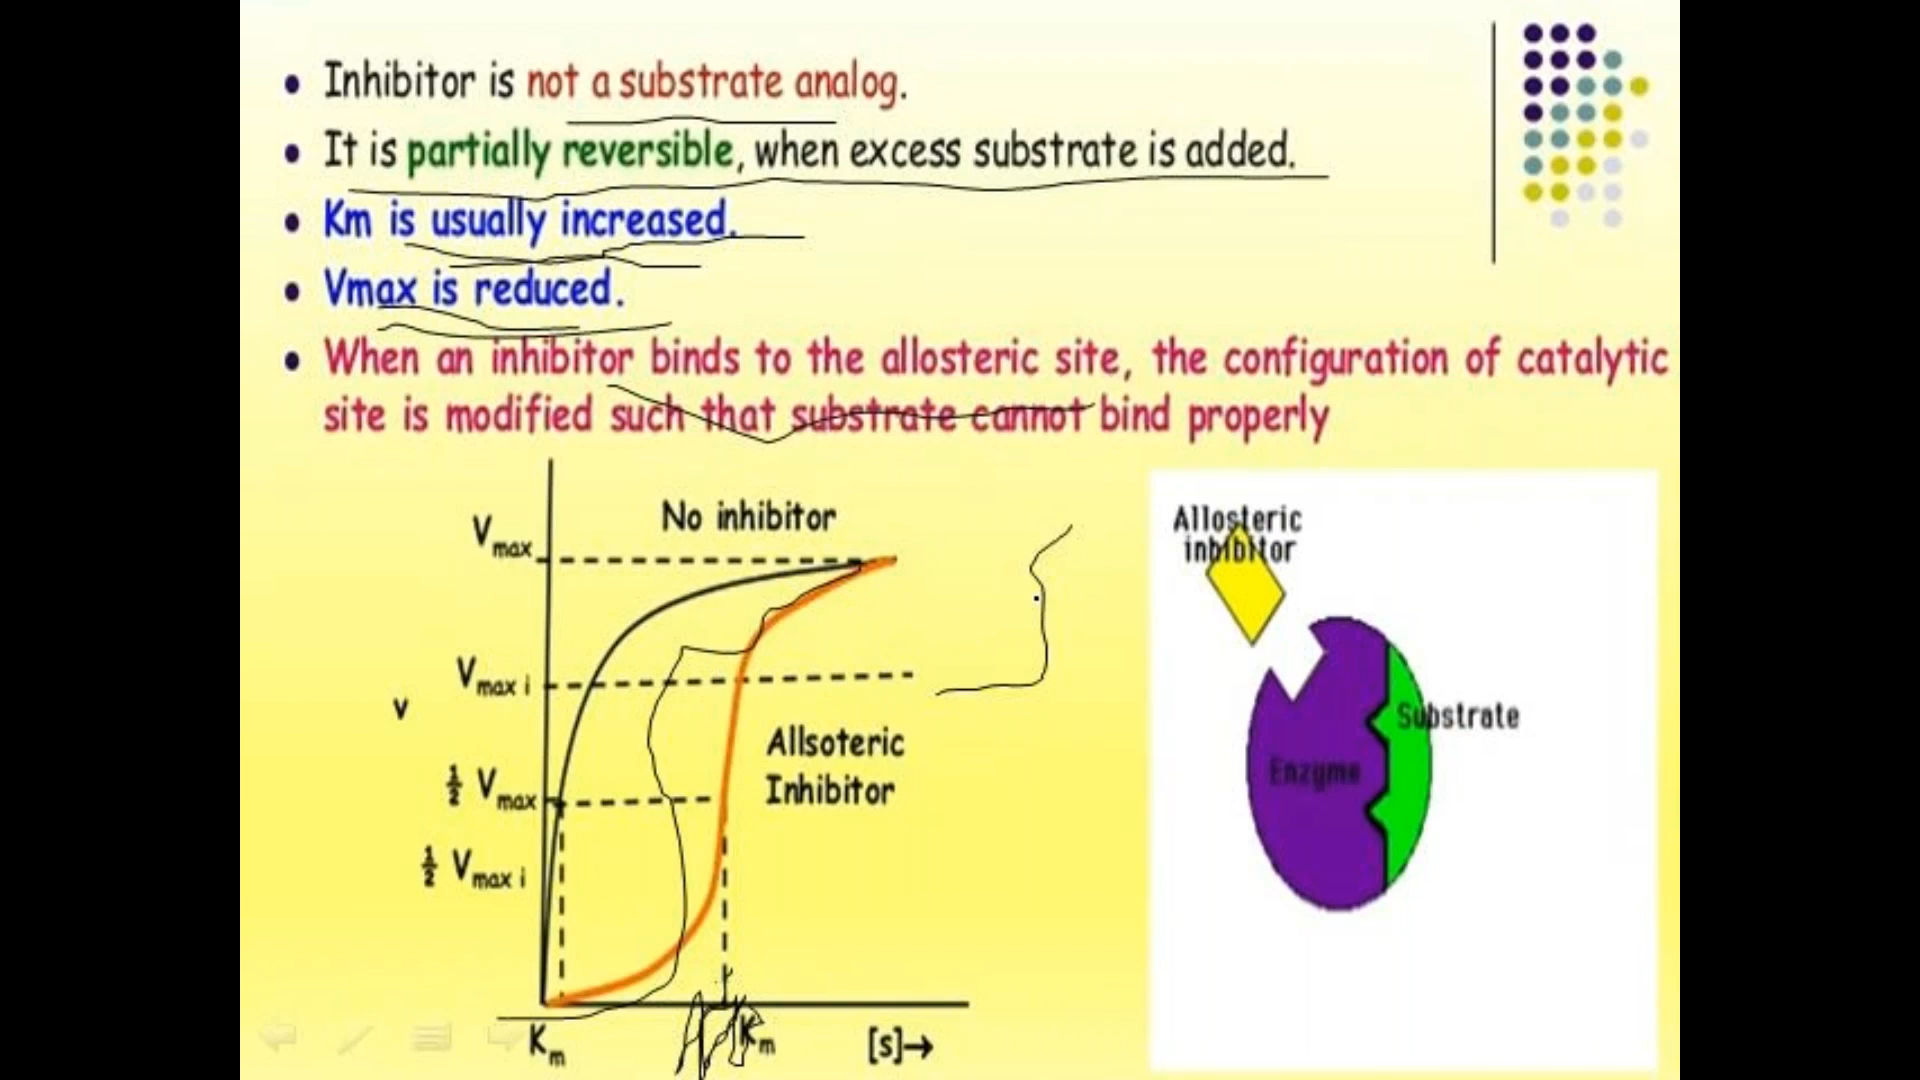 • Inhibitor is not a substrate analog.
• It is partially reversible, when excess substrate is added.
• Km is usually increased.
• Vmax is reduced.
• When an inhibitor binds to the allosteric site, the configuration of catalytic
site is modified such that substrate cannot bind properly
No inhibitor
Vmax
Vmax i
v
Allsoteric
Inhibitor
½ Vmax
½ Vmax i
Km
Km
[s]→
Allosteric
inhibitor
Substrate
Enzyme